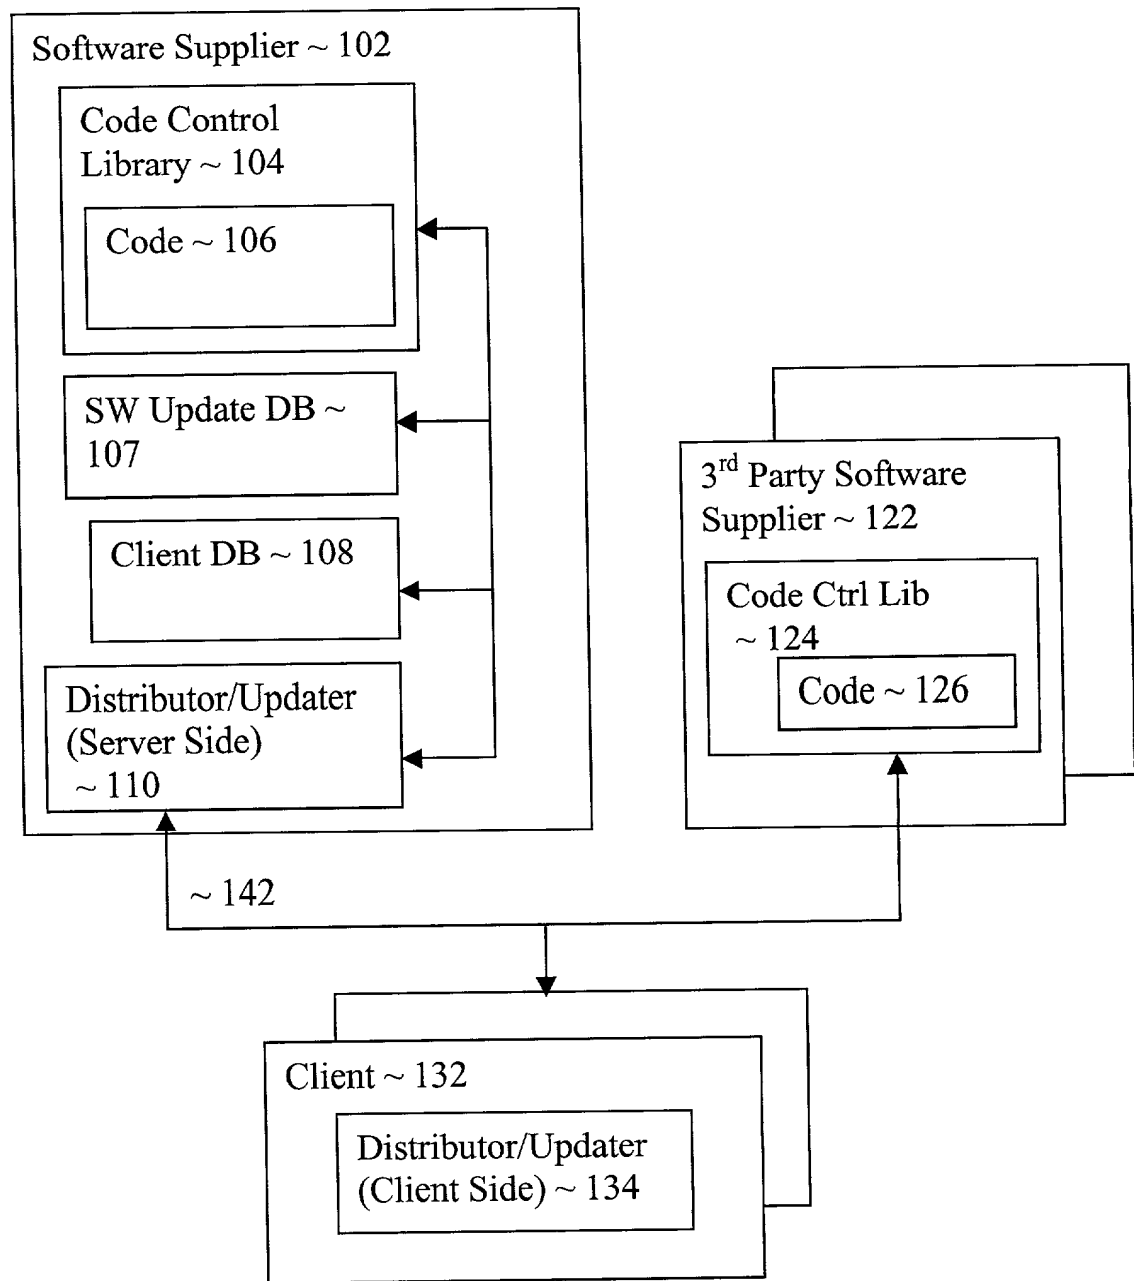 Software Supplier ~ 102
Code Control
Library ~ 104
Code ~ 106
SW Update DB ~
107
Client DB ~ 108
Distributor/Updater
(Server Side)
~ 110
3rd Party Software
Supplier ~ 122
Code Ctrl Lib
~ 124
Code ~ 126
~ 142
Client ~ 132
Distributor/Updater
(Client Side) ~ 134